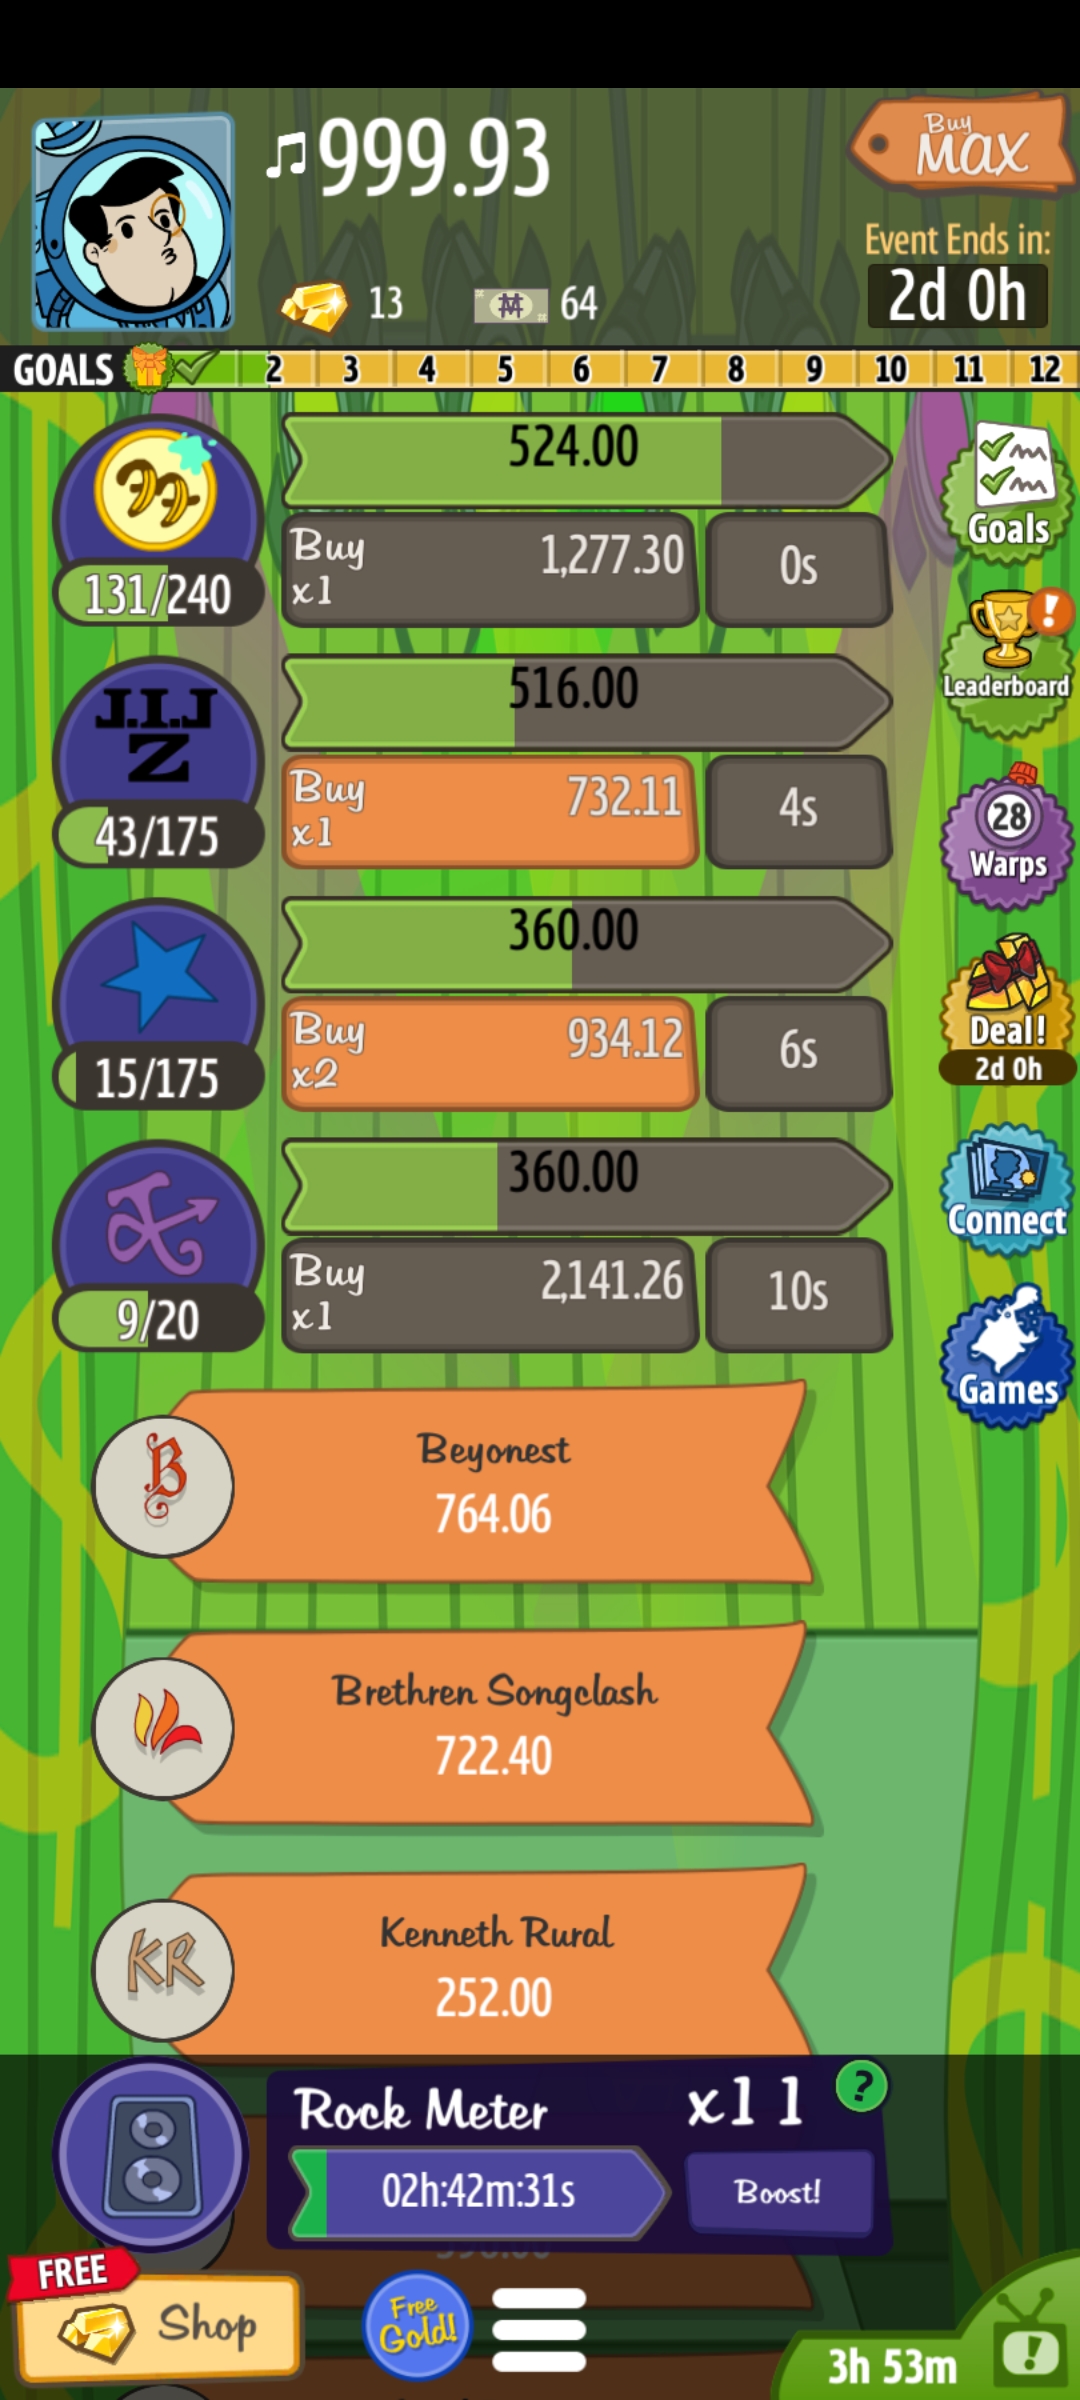 999.93
Buy
MAX
13
64
Event Ends in:
2d 0h
GOALS 2 3 4 5 6 7 8 9 10 11 12
524.00
131/240
Buy
x1
1,277.30
0s
Goals
J.I.J
Z
516.00
43/175
Buy
x1
732.11
4s
Leaderboard
28
Warps
360.00
15/175
Buy
x2
934.12
6s
Deal!
2d 0h
360.00
9/20
Buy
x1
2,141.26
10s
Connect
Games
B
Beyonest
764.06
Brethren Songclash
722.40
KR
Kenneth Rural
252.00
Rock Meter
x11
?
02h:42m:31s
Boost!
FREE
Shop
Free
Gold!
3h 53m